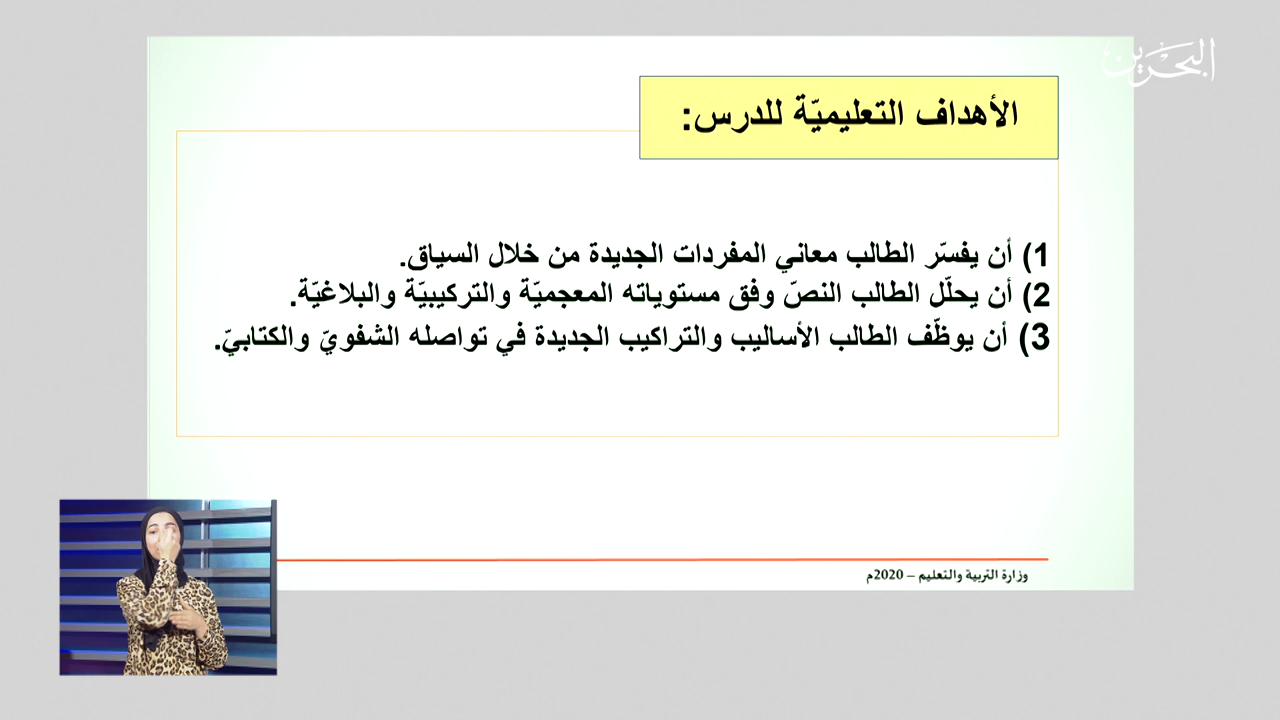 البحرين
الأهداف التعليميّة للدرس:
1) أن يفسّر الطالب معاني المفردات الجديدة من خلال السياق.
2) أن يحلّل الطالب النصّ وفق مستوياته المعجميّة والتركيبيّة والبلاغيّة.
3) أن يوظّف الطالب الأساليب والتراكيب الجديدة في تواصله الشفويّ والكتابيّ.
وزارة التربية والتعليم – 2020م